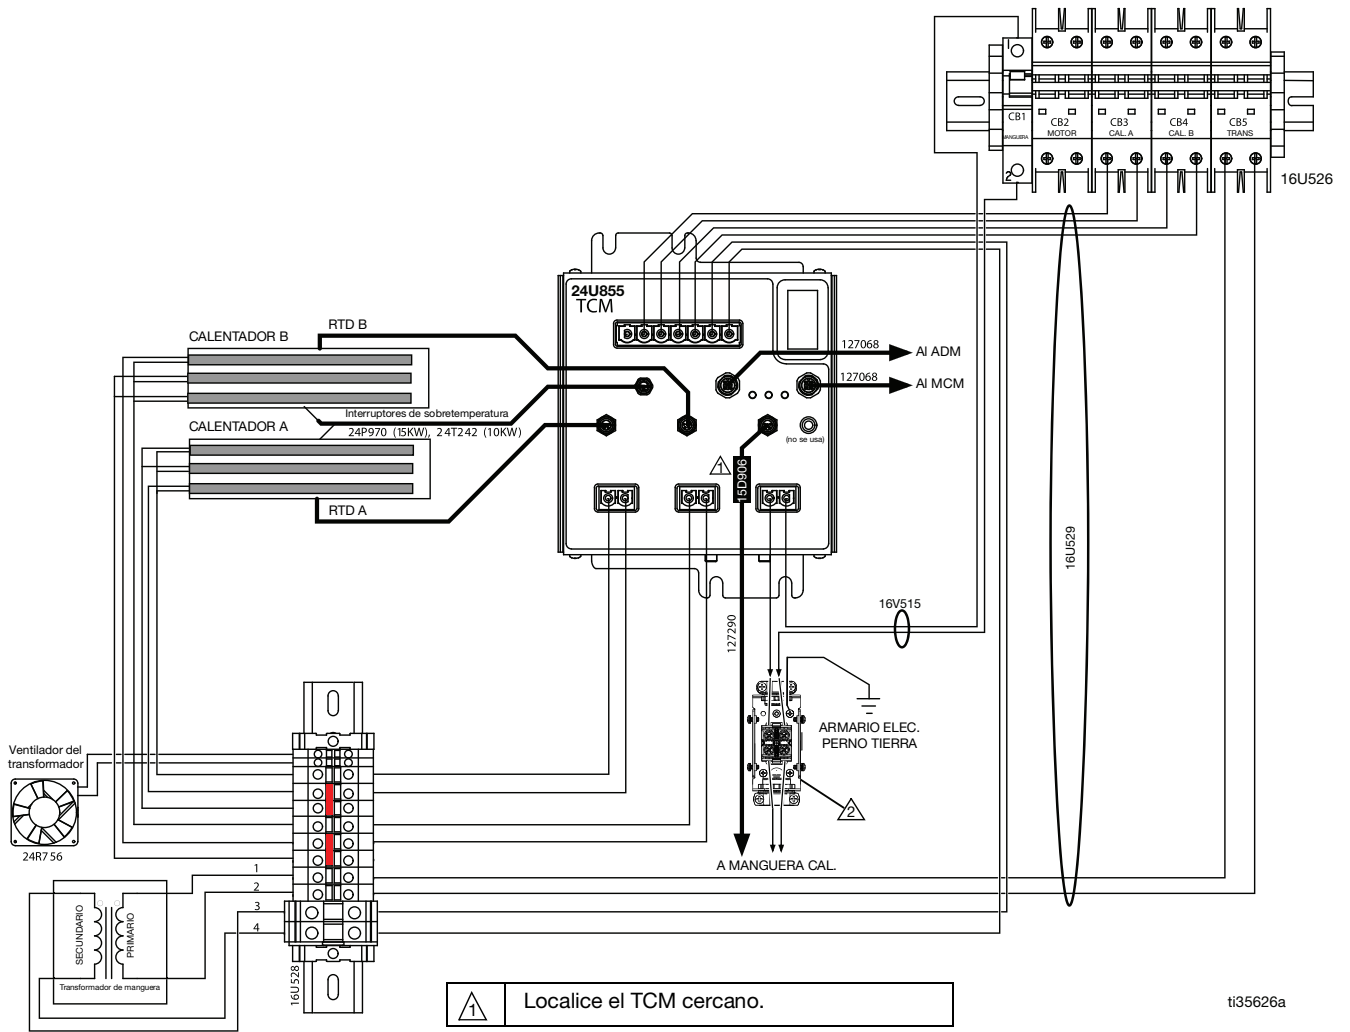 1
CB1
MANGUERA
2
CB2
MOTOR
CB3
CAL. A
CB4
CAL. B
CB5
TRANS
16U526
24U855
TCM
RTD B
CALENTADOR B
127068
Al ADM
127068
Al MCM
Interruptores de sobretemperatura
24P970 (15KW), 24T242 (10KW)
CALENTADOR A
(no se usa)
1
15D906
RTD A
16U529
16V515
127290
ARMARIO ELEC.
PERNO TIERRA
Ventilador del
transformador
24R756
2
A MANGUERA CAL.
1
2
3
4
SECUNDARIO
PRIMARIO
Transformador de manguera
16U528
1
Localice el TCM cercano.
ti35626a